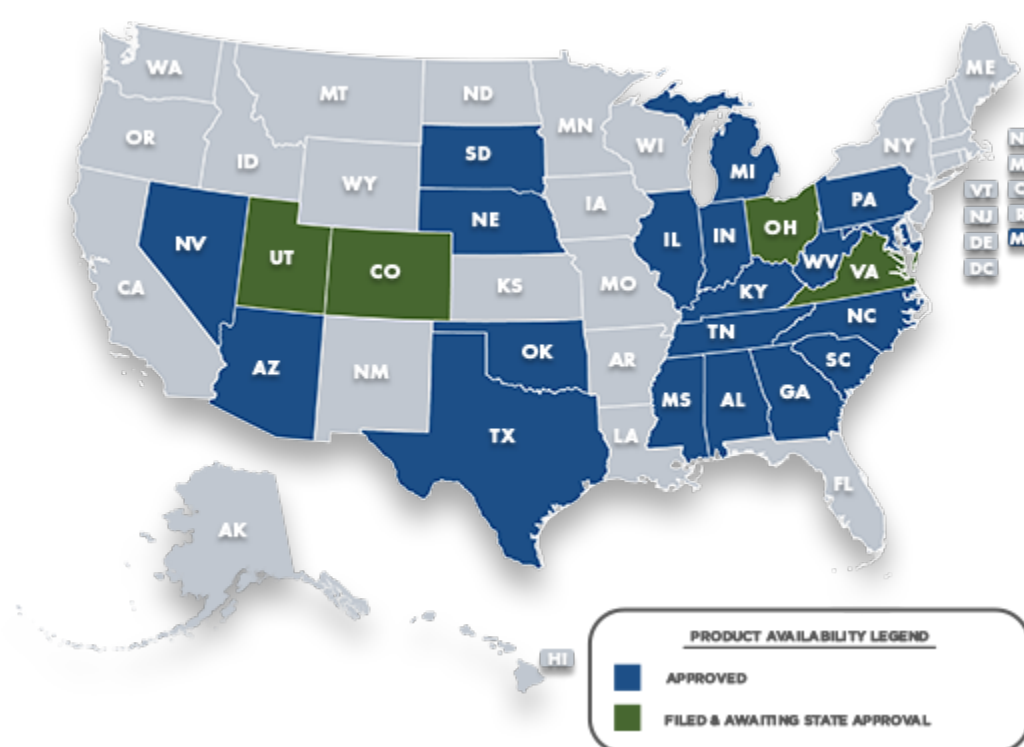 WA
MT
ND
ME
MN
OR
ID
SD
WI
NY
MI
WY
IA
PA
VT
NE
NJ
NV
IL
IN
OH
DE
UT
CO
WV
VA
DC
CA
KS
MO
KY
NC
TN
AZ
NM
OK
AR
SC
MS
AL
GA
TX
LA
FL
AK
HI
PRODUCT AVAILABILITY LEGEND
APPROVED
FILED & AWAITING STATE APPROVAL